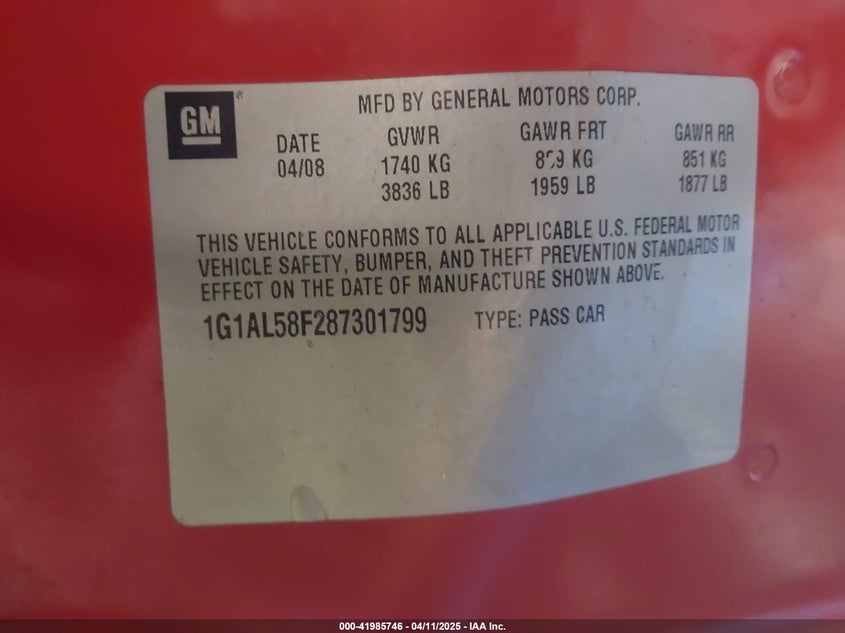 GM®
MFD BY GENERAL MOTORS CORP.
DATE GVWR GAWR FRT GAWR RR
04/08 1740 KG 889 KG 851 KG
3836 LB 1959 LB 1877 LB
THIS VEHICLE CONFORMS TO ALL APPLICABLE U.S. FEDERAL MOTOR
VEHICLE SAFETY, BUMPER, AND THEFT PREVENTION STANDARDS IN
EFFECT ON THE DATE OF MANUFACTURE SHOWN ABOVE.
1G1AL58F287301799 TYPE: PASS CAR
000-41985746 - 04/11/2025 - IAA Inc.